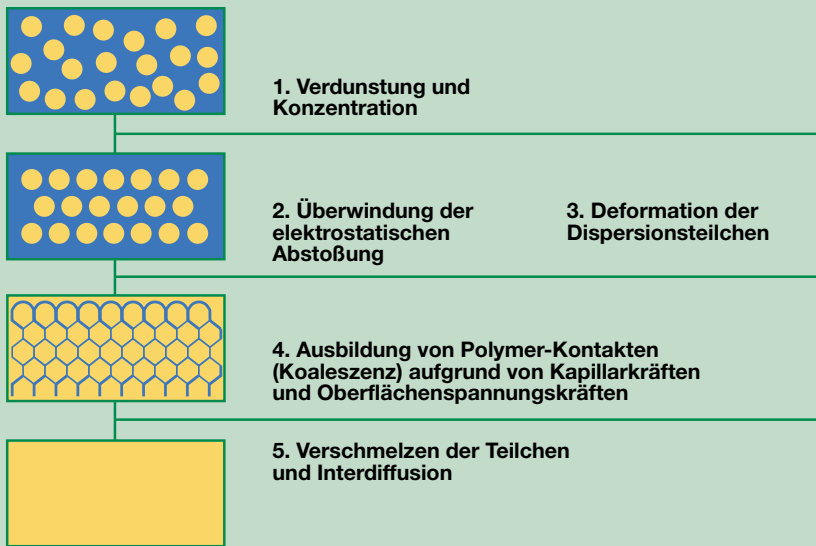 1. Verdunstung und
Konzentration
2. Überwindung der
elektrostatischen
Abstoßung
3. Deformation der
Dispersionsteilchen
4. Ausbildung von Polymer-Kontakten
(Koaleszenz) aufgrund von Kapillarkräften
und Oberflächenspannungskräften
5. Verschmelzen der Teilchen
und Interdiffusion